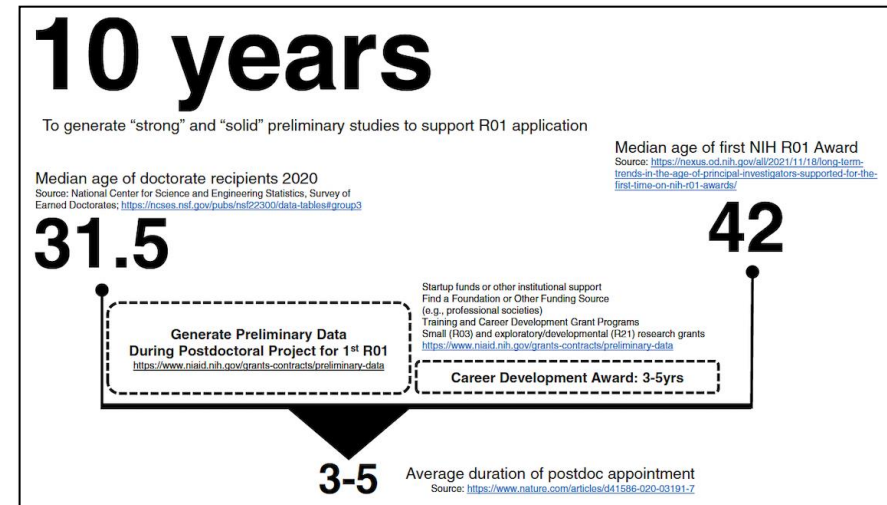 10 years
To generate “strong” and “solid” preliminary studies to support R01 application
Median age of first NIH R01 Award
Source: https://nexus.od.nih.gov/all/2021/11/18/long-term-
trends-in-the-age-of-principal-investigators-supported-for-the-
first-time-on-nih-r01-awards/
42
Median age of doctorate recipients 2020
Source: National Center for Science and Engineering Statistics, Survey of
Earned Doctorates; https://ncses.nsf.gov/pubs/nsf22300/data-tables#group3
31.5
Generate Preliminary Data
During Postdoctoral Project for 1st R01
https://www.niaid.nih.gov/grants-contracts/preliminary-data
Startup funds or other institutional support
Find a Foundation or Other Funding Source
(e.g., professional societies)
Training and Career Development Grant Programs
Small (R03) and exploratory/developmental (R21) research grants
https://www.niaid.nih.gov/grants-contracts/preliminary-data
Career Development Award: 3-5yrs
3-5
Average duration of postdoc appointment
Source: https://www.nature.com/articles/d41586-020-03191-7